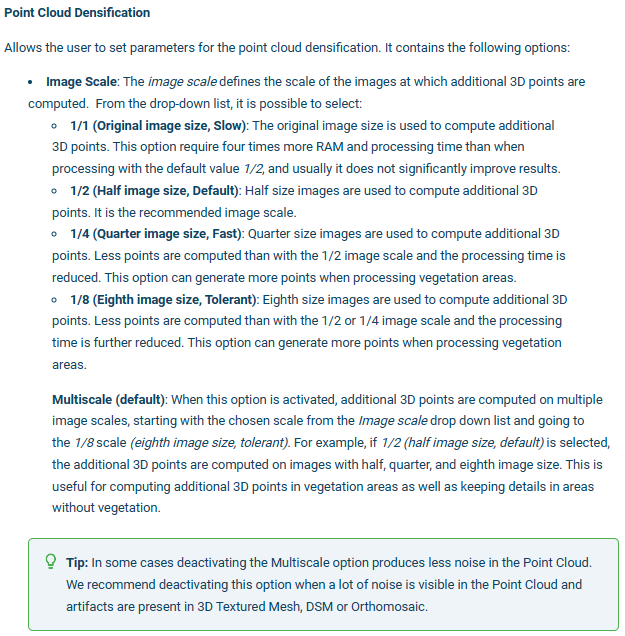 Point Cloud Densification
Allows the user to set parameters for the point cloud densification. It contains the following options:
• Image Scale: The image scale defines the scale of the images at which additional 3D points are
computed.  From the drop-down list, it is possible to select:
◦ 1/1 (Original image size, Slow): The original image size is used to compute additional
3D points. This option require four times more RAM and processing time than when
processing with the default value 1/2, and usually it does not significantly improve results.
◦ 1/2 (Half image size, Default): Half size images are used to compute additional 3D
points. It is the recommended image scale.
◦ 1/4 (Quarter image size, Fast): Quarter size images are used to compute additional 3D
points. Less points are computed than with the 1/2 image scale and the processing time is
reduced. This option can generate more points when processing vegetation areas.
◦ 1/8 (Eighth image size, Tolerant): Eighth size images are used to compute additional 3D
points. Less points are computed than with the 1/2 or 1/4 image scale and the processing
time is further reduced. This option can generate more points when processing vegetation
areas.
Multiscale (default): When this option is activated, additional 3D points are computed on multiple
image scales, starting with the chosen scale from the Image scale drop down list and going to
the 1/8 scale (eighth image size, tolerant). For example, if 1/2 (half image size, default) is selected,
the additional 3D points are computed on images with half, quarter, and eighth image size. This is
useful for computing additional 3D points in vegetation areas as well as keeping details in areas
without vegetation.
Tip: In some cases deactivating the Multiscale option produces less noise in the Point Cloud.
We recommend deactivating this option when a lot of noise is visible in the Point Cloud and
artifacts are present in 3D Textured Mesh, DSM or Orthomosaic.